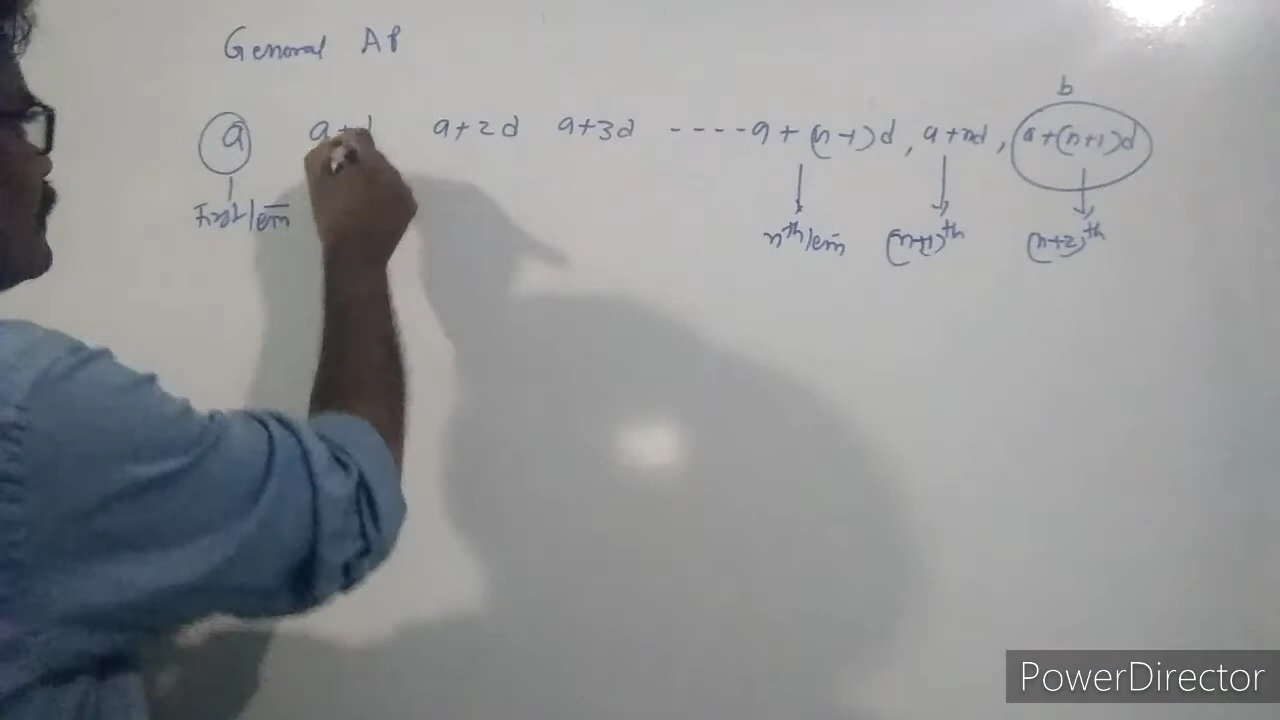 General AP
b
a a+d a+2d a+3d ----a+(n-1)d, a+nd, a+(n+1)d
First term nth term (n+1)th (n+2)th
PowerDirector